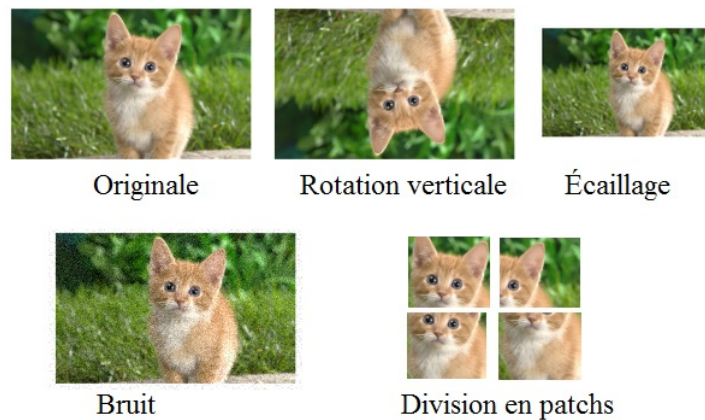 Originale
Rotation verticale
Écaillage
Bruit
Division en patchs